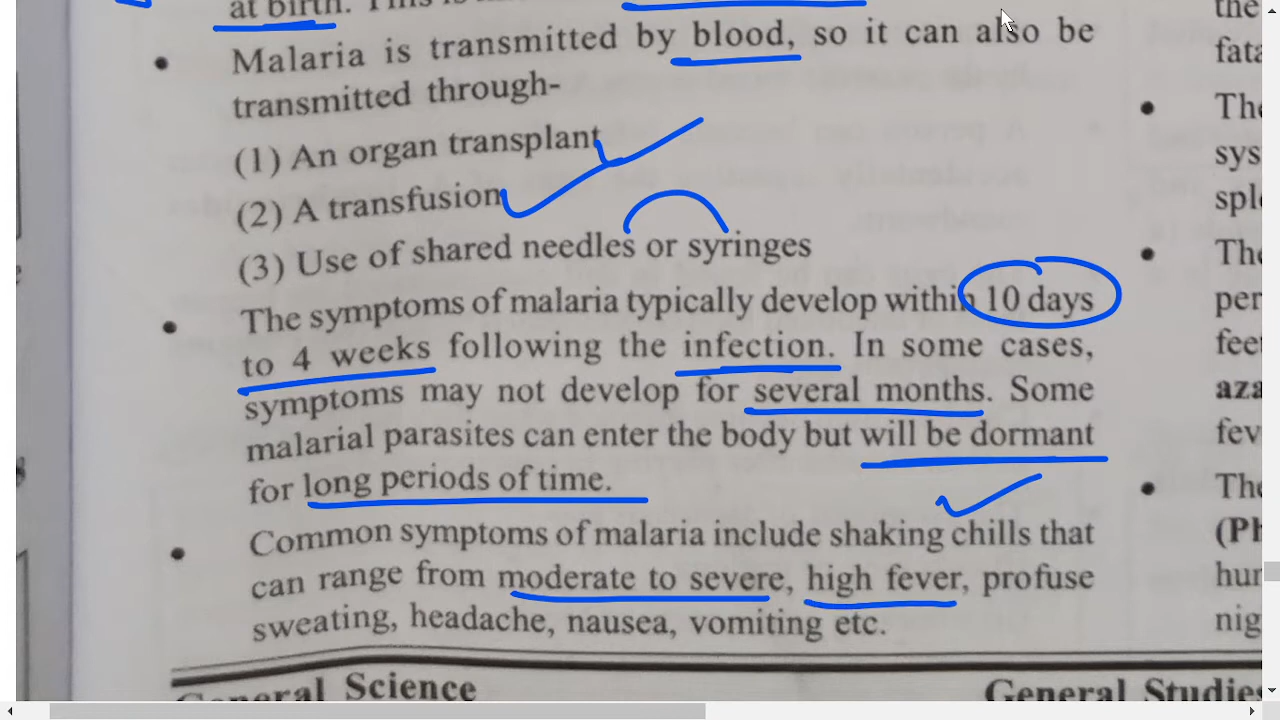 at birth. This is
• Malaria is transmitted by blood, so it can also be
transmitted through-
(1) An organ transplant
(2) A transfusion
(3) Use of shared needles or syringes
• The symptoms of malaria typically develop within 10 days
to 4 weeks following the infection. In some cases,
symptoms may not develop for several months. Some
malarial parasites can enter the body but will be dormant
for long periods of time.
• Common symptoms of malaria include shaking chills that
can range from moderate to severe, high fever, profuse
sweating, headache, nausea, vomiting etc.
General Science
the
fata
• The
sys
sple
• The
per
feet
aza
fev
• The
(Ph
hur
nig
General Studies